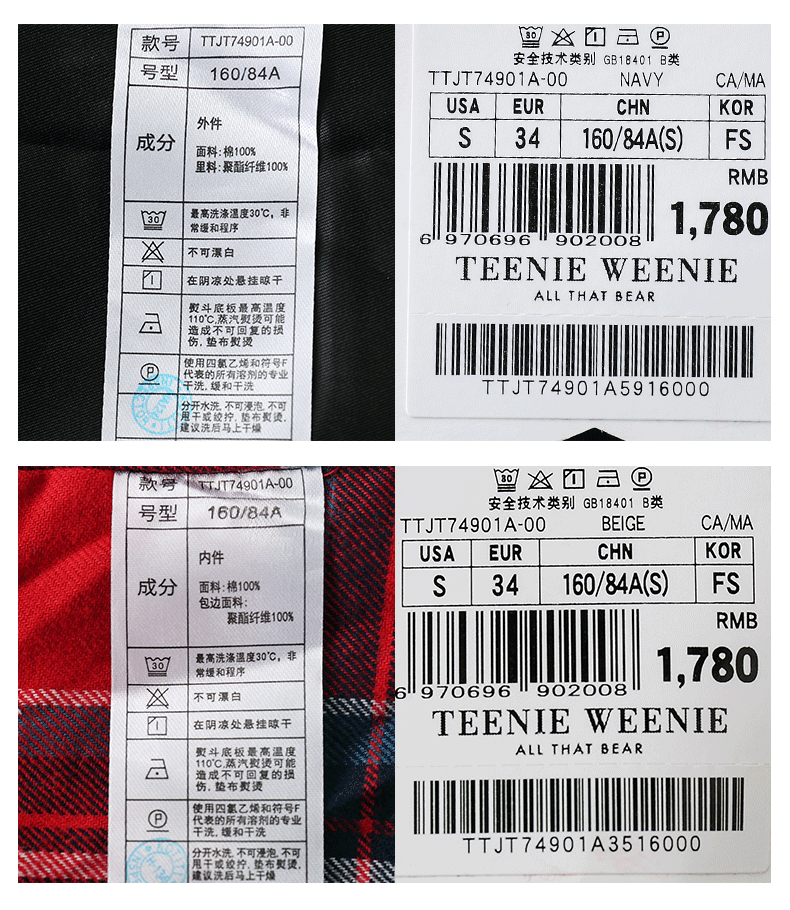 款号 TTJT74901A-00
号型 160/84A
成分
外件
面料:棉100%
里料:聚酯纤维100%
30
最高洗涤温度30℃，非
常缓和程序
不可漂白
在阴凉处悬挂晾干
熨斗底板最高温度
110℃,蒸汽熨烫可能
造成不可回复的损
伤，垫布熨烫
P
使用四氯乙烯和符号F
代表的所有溶剂的专业
干洗，缓和干洗
分开水洗，不可浸泡，不可
甩干或绞拧，垫布熨烫，
建议洗后马上干燥
30 P
安全技术类别 GB18401 B类
TTJT74901A-00 NAVY CA/MA
USA EUR CHN KOR
S 34 160/84A(S) FS
RMB
1,780
6 970696 902008
TEENIE WEENIE
ALL THAT BEAR
TTJT74901A5916000
款号 TTJT74901A-00
号型 160/84A
成分
内件
面料:棉100%
包边面料:
聚酯纤维100%
30
最高洗涤温度30℃，非
常缓和程序
不可漂白
在阴凉处悬挂晾干
熨斗底板最高温度
110℃,蒸汽熨烫可能
造成不可回复的损
伤，垫布熨烫
P
使用四氯乙烯和符号F
代表的所有溶剂的专业
干洗，缓和干洗
分开水洗，不可浸泡，不可
甩干或绞拧，垫布熨烫，
建议洗后马上干燥
30 P
安全技术类别 GB18401 B类
TTJT74901A-00 BEIGE CA/MA
USA EUR CHN KOR
S 34 160/84A(S) FS
RMB
1,780
6 970696 902008
TEENIE WEENIE
ALL THAT BEAR
TTJT74901A3516000